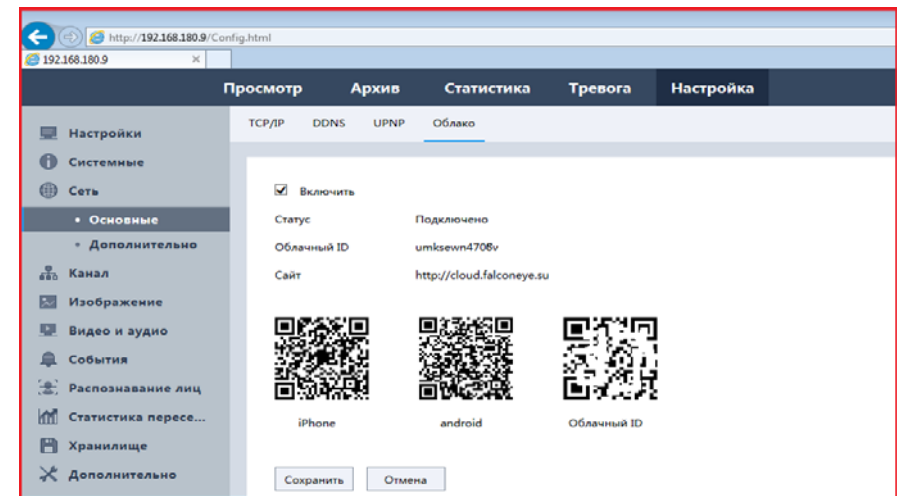 http://192.168.180.9/Config.html
192.168.180.9 ×
Просмотр Архив Статистика Тревога Настройка
TCP/IP DDNS UPNP Облако
Настройки
Системные
Сеть
• Основные
• Дополнительно
Канал
Изображение
Видео и аудио
События
Распознавание лиц
Статистика пересе...
Хранилище
Дополнительно
Включить
Статус Подключено
Облачный ID umksewn4708v
Сайт http://cloud.falconeye.su
iPhone android Облачный ID
Сохранить Отмена